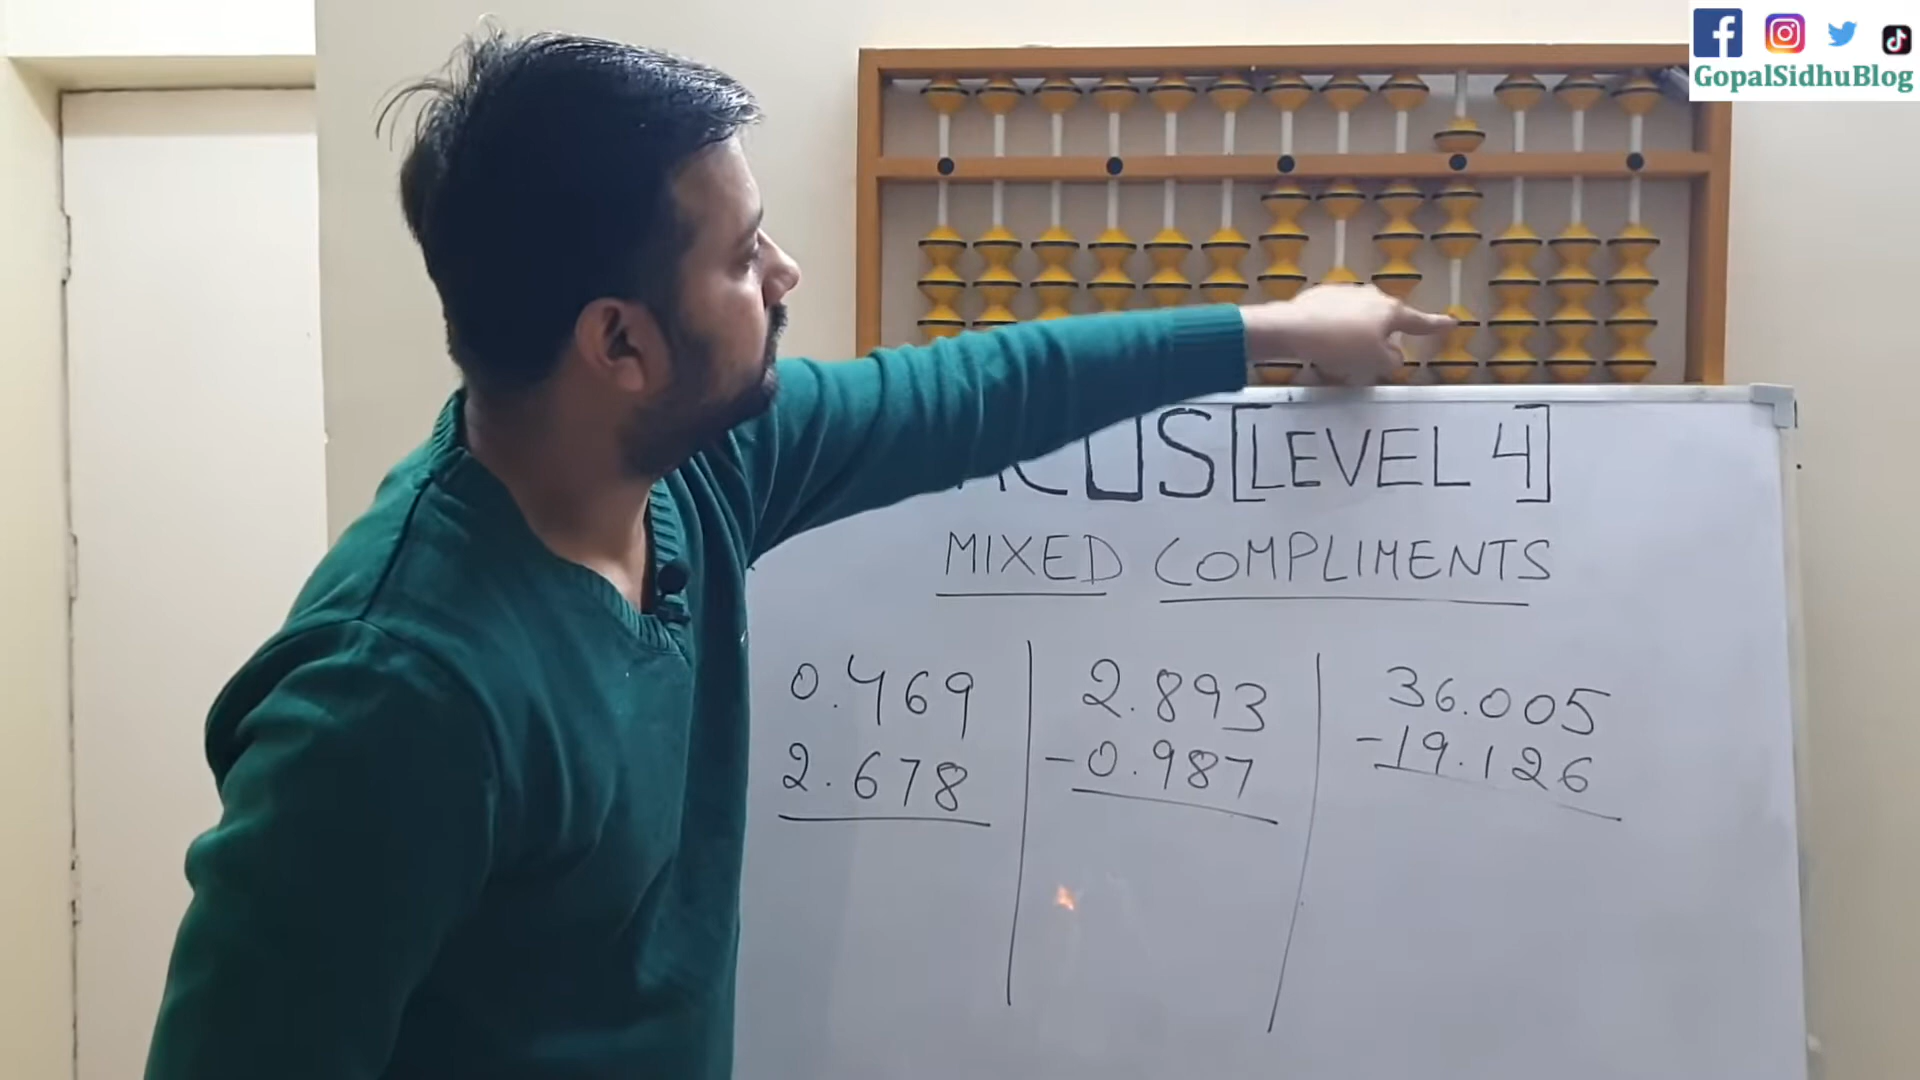 GopalSidhuBlog
[LEVEL 4]
MIXED COMPLIMENTS
0.469
2.678
2.893
-0.987
36.005
-19.126